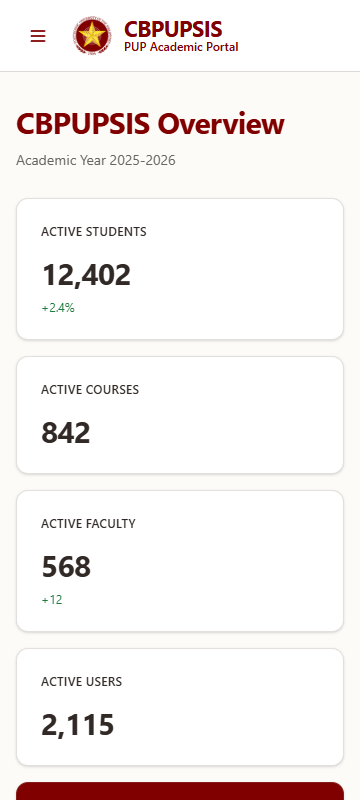 CBPUPSIS
PUP Academic Portal
CBPUPSIS Overview
Academic Year 2025-2026
ACTIVE STUDENTS
12,402
+2.4%
ACTIVE COURSES
842
ACTIVE FACULTY
568
+12
ACTIVE USERS
2,115